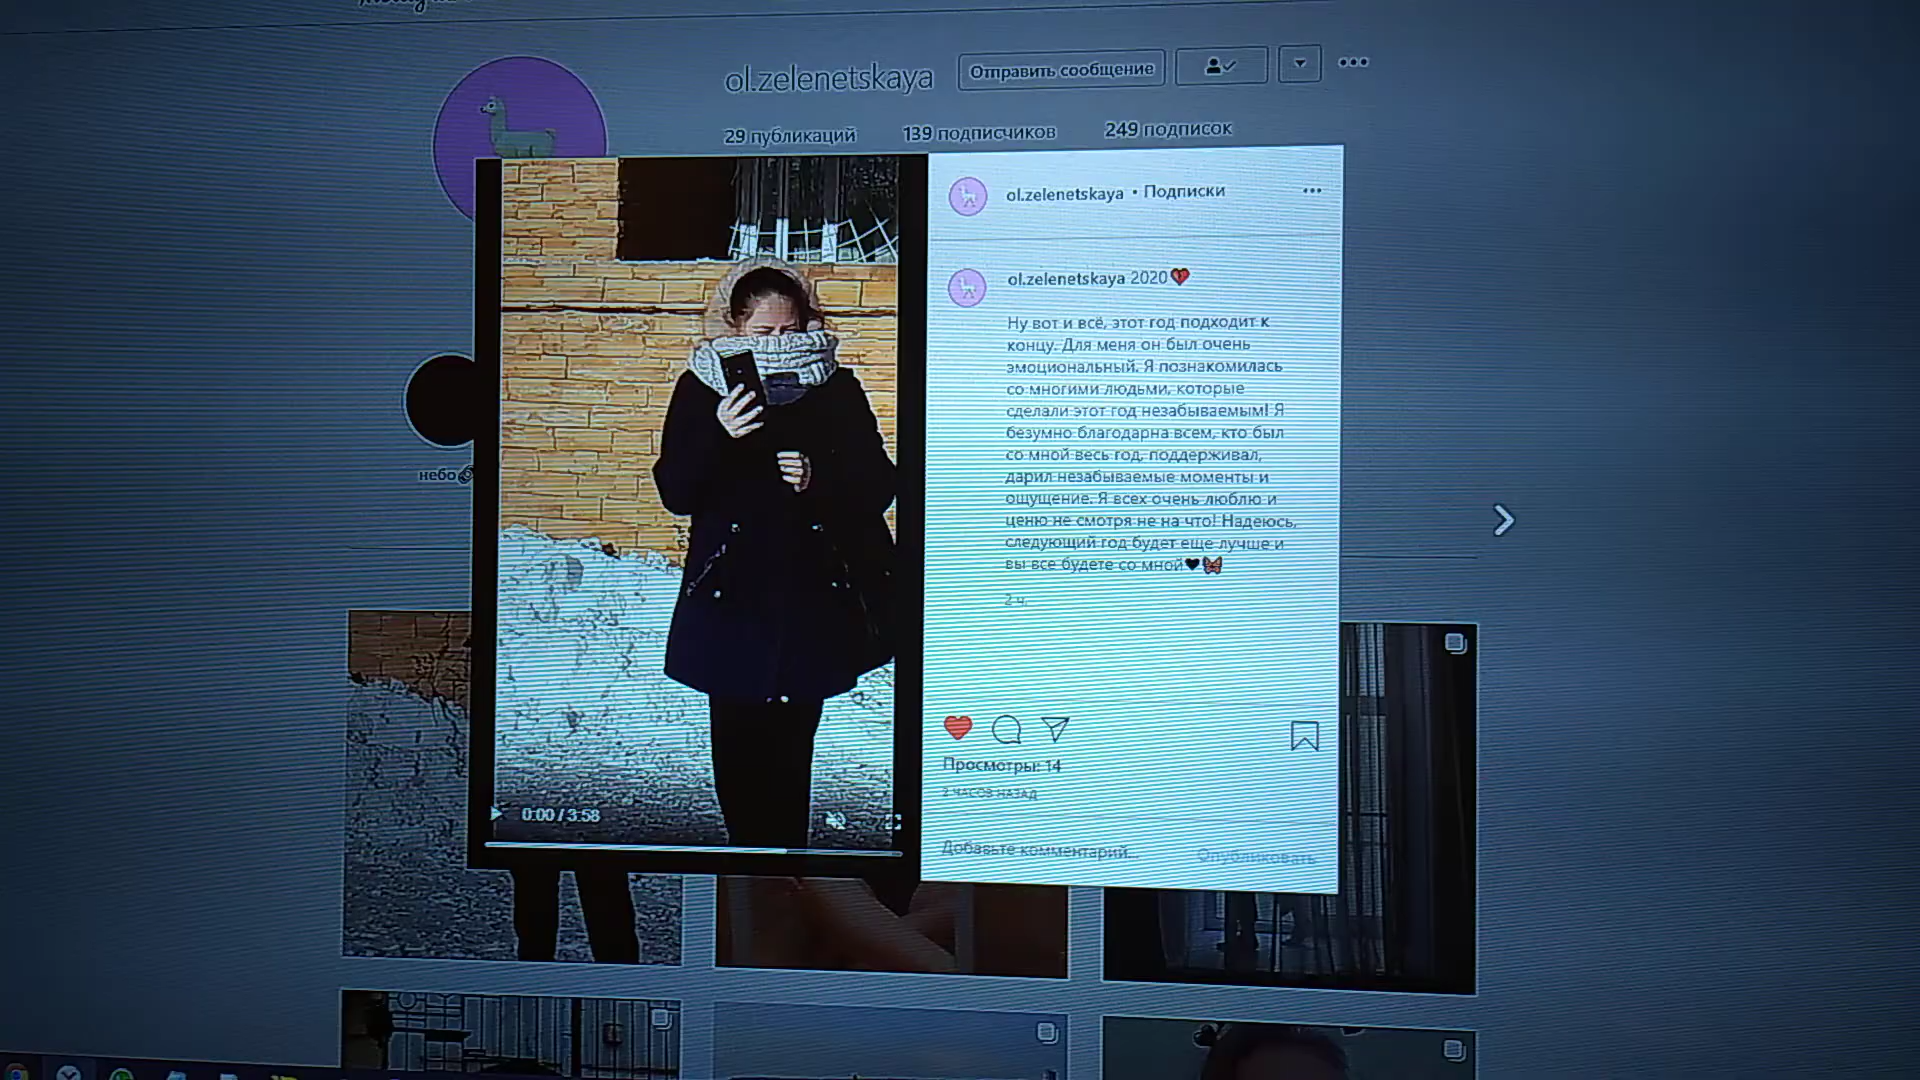 ol.zelenetskaya Отправить сообщение
29 публикаций 139 подписчиков 249 подписок
ol.zelenetskaya • Подписки
ol.zelenetskaya 2020💔
Ну вот и всё, этот год подходит к
концу. Для меня он был очень
эмоциональный. Я познакомилась
со многими людьми, которые
сделали этот год незабываемым! Я
безумно благодарна всем, кто был
со мной весь год, поддерживал,
дарил незабываемые моменты и
ощущение. Я всех очень люблю и
ценю не смотря не на что! Надеюсь,
следующий год будет еще лучше и
вы все будете со мной🖤🦋
2 ч.
небо
Просмотры: 14
2 ЧАСОВ НАЗАД
0:00 / 3:58
Добавьте комментарий... Опубликовать